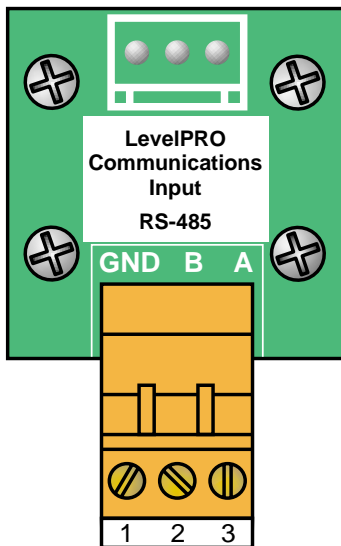 LevelPRO
Communications
Input
RS-485
GND B A
1 2 3